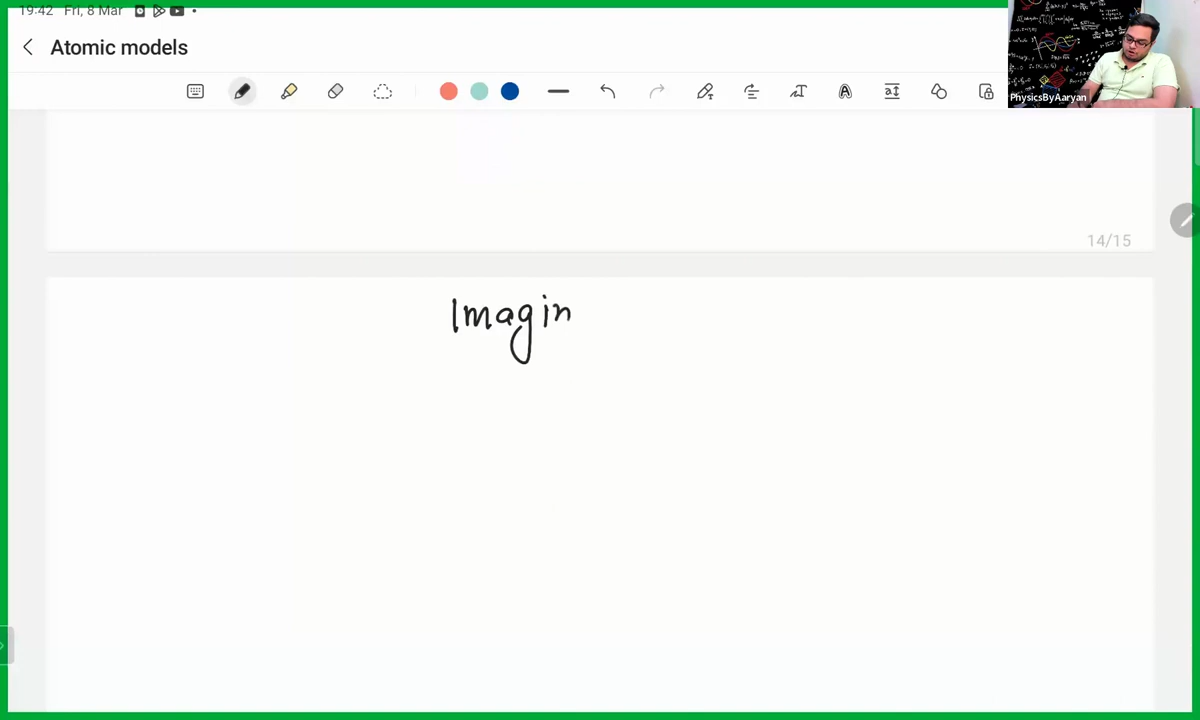 19:42 Fri, 8 Mar
Atomic models
PhysicsByAaryan
14/15
Imagin